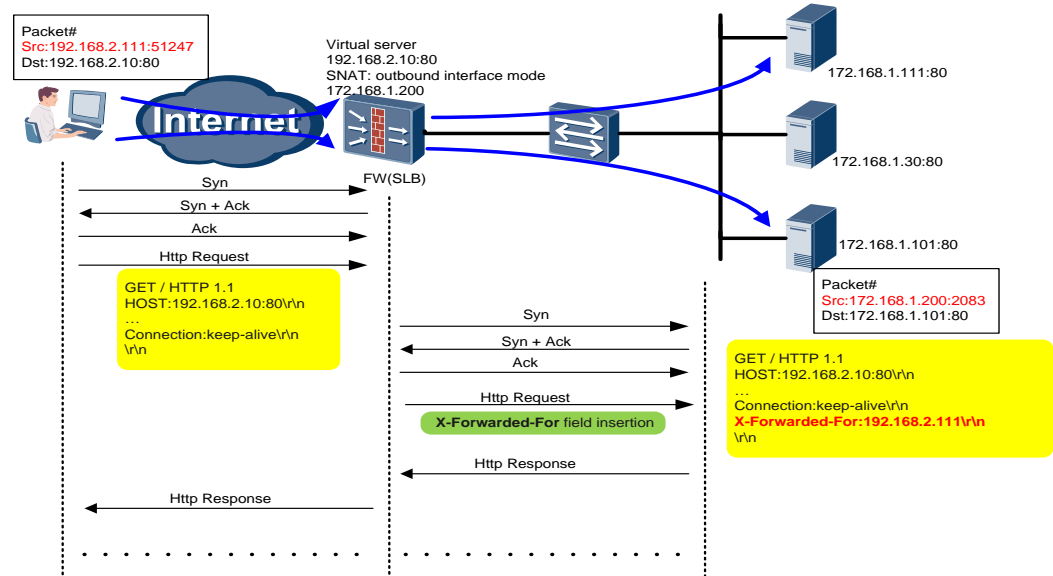 Packet#
Src:192.168.2.111:51247
Dst:192.168.2.10:80
Virtual server
192.168.2.10:80
SNAT: outbound interface mode
172.168.1.200
Internet
FW(SLB)
172.168.1.111:80
172.168.1.30:80
172.168.1.101:80
Packet#
Src:172.168.1.200:2083
Dst:172.168.1.101:80
Syn
Syn + Ack
Ack
Http Request
GET / HTTP 1.1
HOST:192.168.2.10:80\r\n
…
Connection:keep-alive\r\n
\r\n
Syn
Syn + Ack
Ack
Http Request
X-Forwarded-For field insertion
GET / HTTP 1.1
HOST:192.168.2.10:80\r\n
…
Connection:keep-alive\r\n
X-Forwarded-For:192.168.2.111\r\n
\r\n
Http Response
Http Response